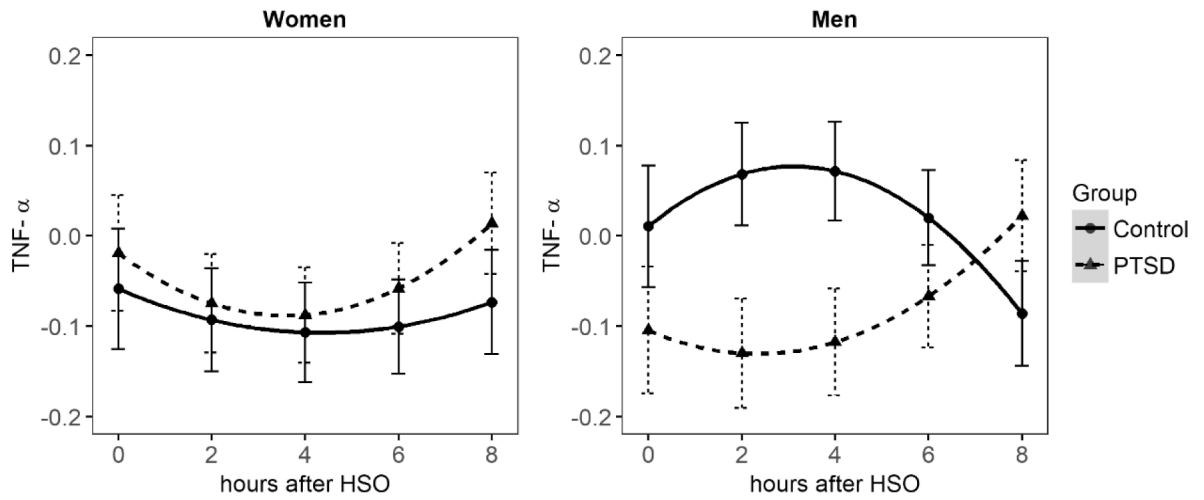 Women
Men
0.2
0.1
0.0
-0.1
-0.2
TNF- α
0 2 4 6 8
hours after HSO
0.2
0.1
0.0
-0.1
-0.2
TNF- α
0 2 4 6 8
hours after HSO
Group
Control
PTSD